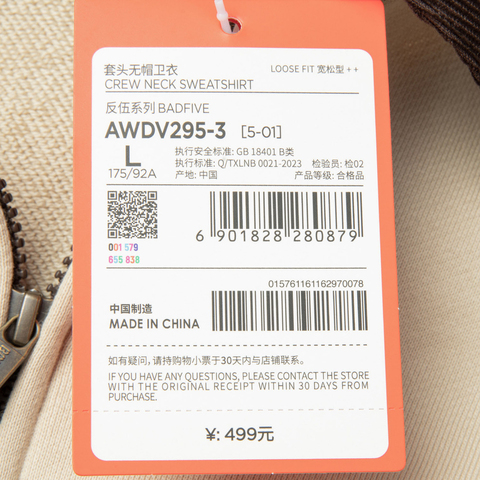 套头无帽卫衣
CREW NECK SWEATSHIRT
LOOSE FIT 宽松型 ++
反伍系列 BADFIVE
AWDV295-3 [5-01]
L
175/92A
执行安全标准: GB 18401 B类
执行标准: Q/TXLNB 0021-2023 检验员: 检02
产地: 中国 产品等级: 合格品
001 579
655 838
6 901828 280879
015761161162970078
中国制造
MADE IN CHINA
如有疑问, 请持购物小票于30天内与店铺联系。
IF YOU HAVE ANY QUESTIONS, PLEASE CONTACT THE STORE
WITH THE ORIGINAL RECEIPT WITHIN 30 DAYS FROM
PURCHASE.
¥: 499元